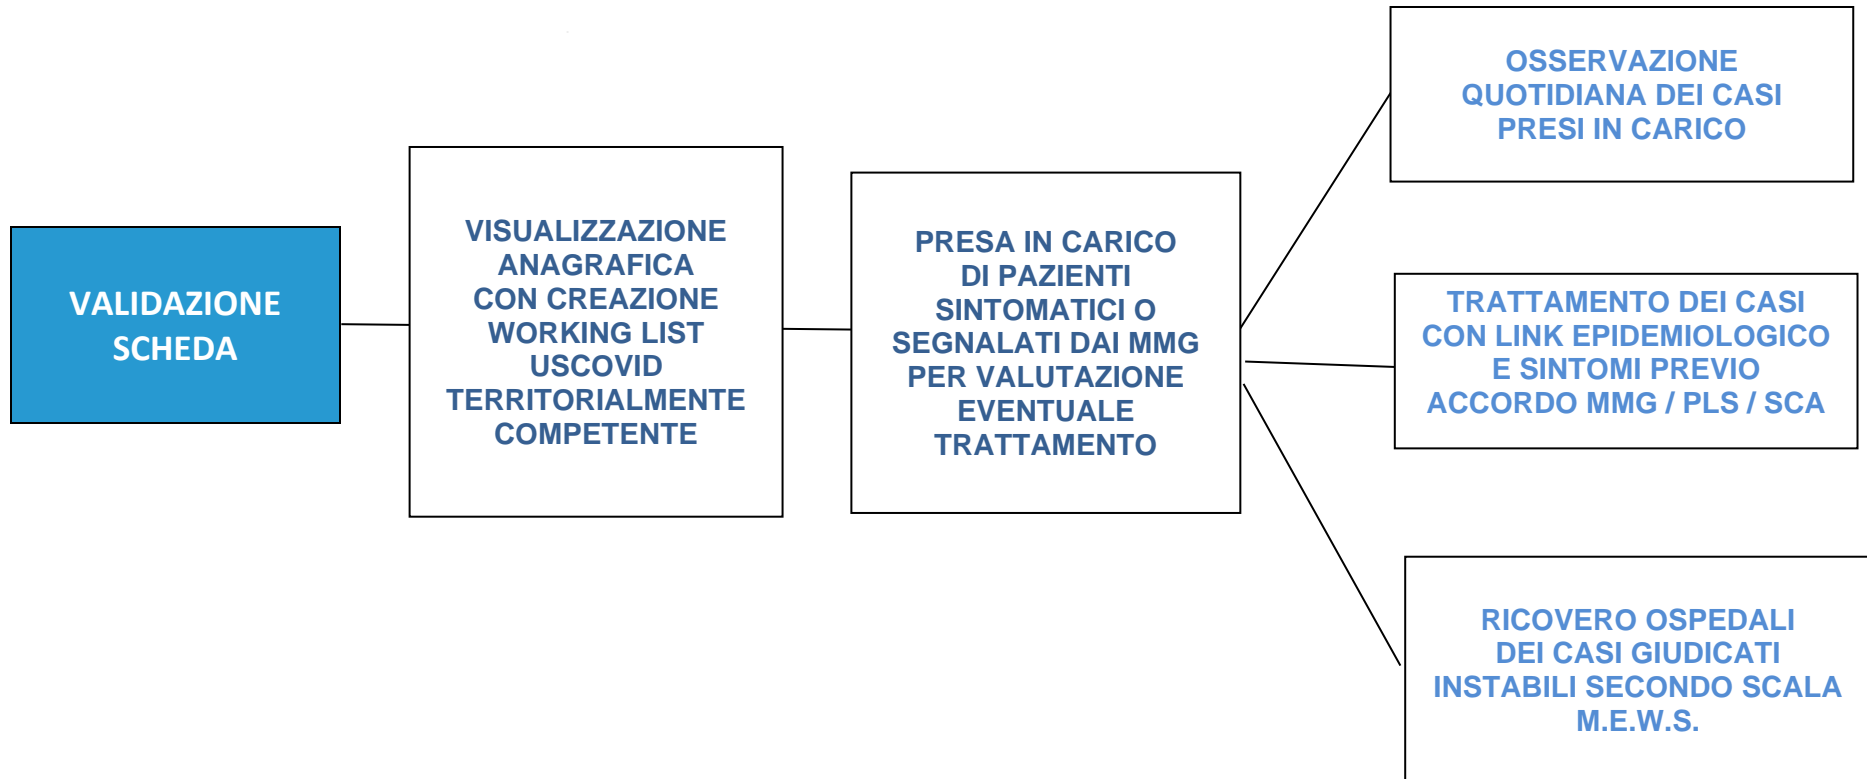 VALIDAZIONE
SCHEDA
VISUALIZZAZIONE
ANAGRAFICA
CON CREAZIONE
WORKING LIST
USCOVID
TERRITORIALMENTE
COMPETENTE
PRESA IN CARICO
DI PAZIENTI
SINTOMATICI O
SEGNALATI DAI MMG
PER VALUTAZIONE
EVENTUALE
TRATTAMENTO
OSSERVAZIONE
QUOTIDIANA DEI CASI
PRESI IN CARICO
TRATTAMENTO DEI CASI
CON LINK EPIDEMIOLOGICO
E SINTOMI PREVIO
ACCORDO MMG / PLS / SCA
RICOVERO OSPEDALI
DEI CASI GIUDICATI
INSTABILI SECONDO SCALA
M.E.W.S.